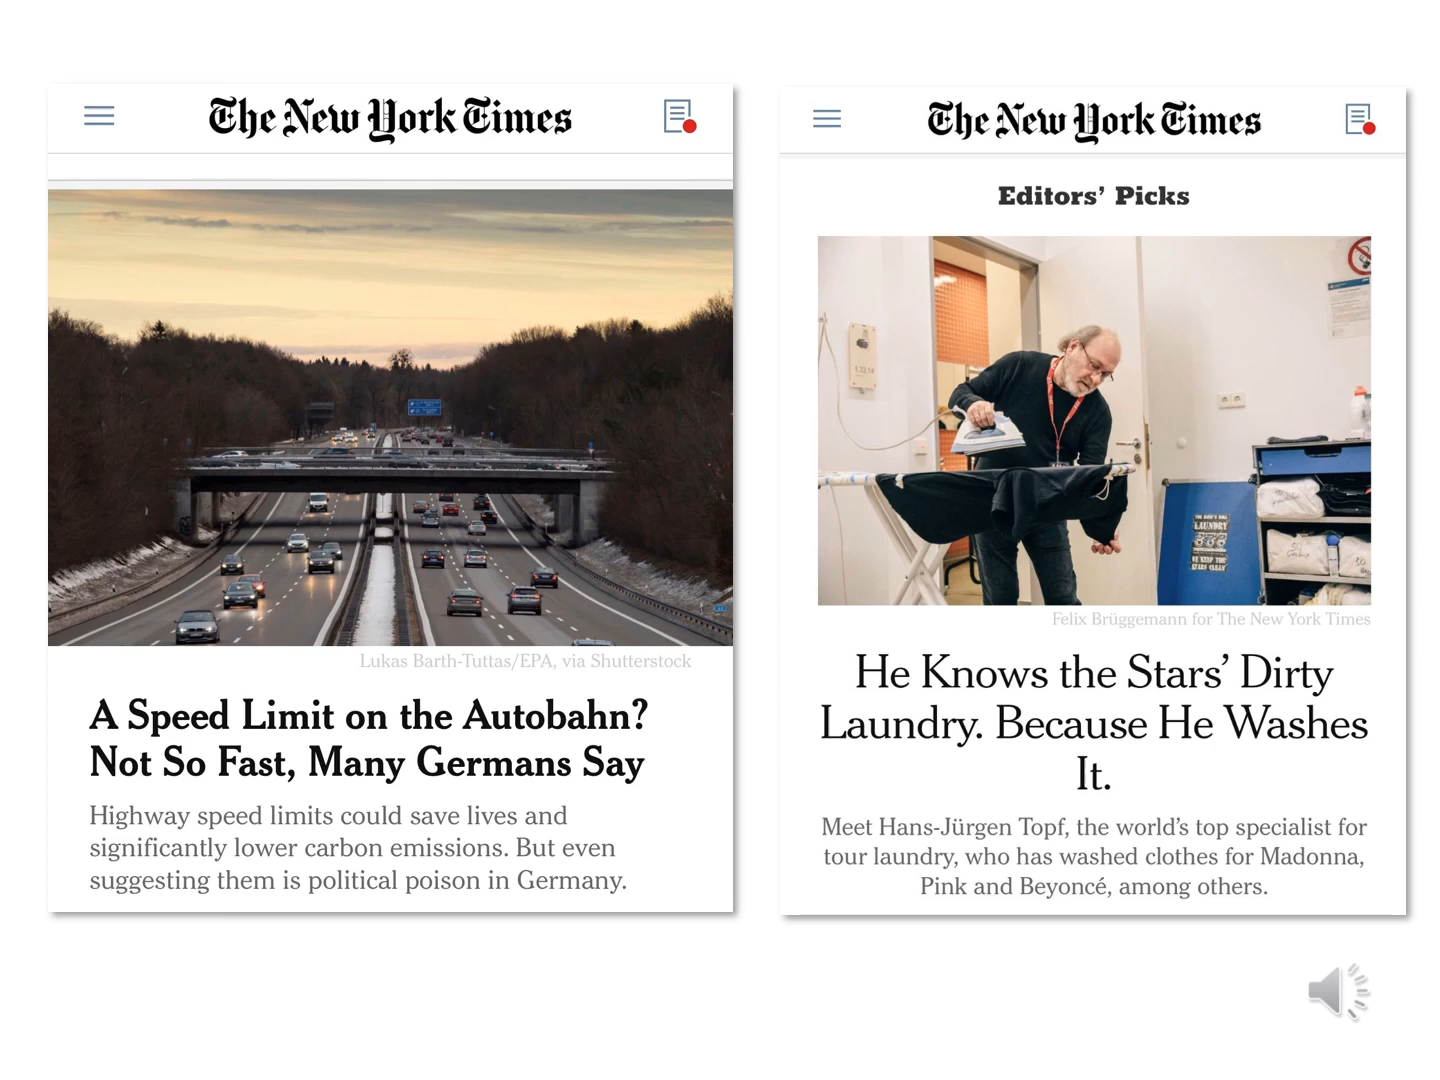 The New York Times
Lukas Barth-Tuttas/EPA, via Shutterstock
A Speed Limit on the Autobahn?
Not So Fast, Many Germans Say
Highway speed limits could save lives and
significantly lower carbon emissions. But even
suggesting them is political poison in Germany.
The New York Times
Editors’ Picks
1.22.14
LAUNDRY
Felix Brüggemann for The New York Times
He Knows the Stars’ Dirty
Laundry. Because He Washes
It.
Meet Hans-Jürgen Topf, the world’s top specialist for
tour laundry, who has washed clothes for Madonna,
Pink and Beyoncé, among others.